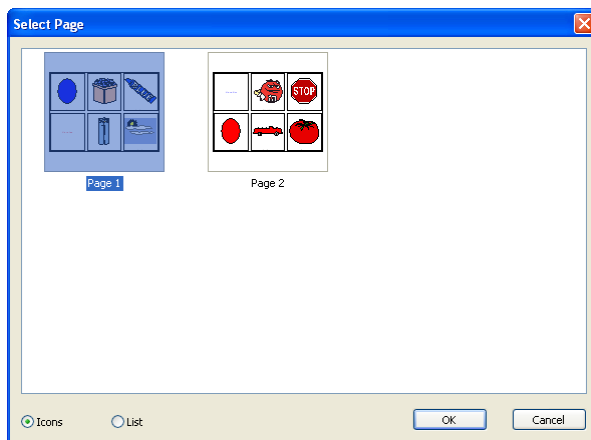 Select Page
STOP
Page 1
Page 2
Icons
List
OK
Cancel